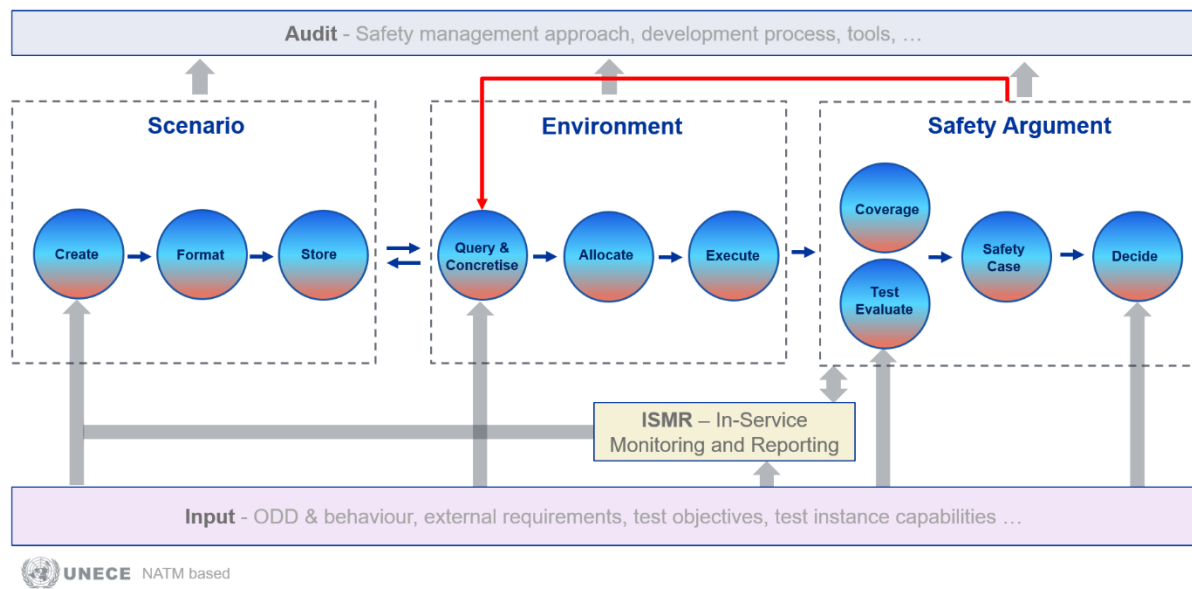 Audit - Safety management approach, development process, tools, …
Scenario
Environment
Safety Argument
Create
Format
Store
Query &
Concretise
Allocate
Execute
Coverage
Test
Evaluate
Safety
Case
Decide
ISMR – In-Service
Monitoring and Reporting
Input - ODD & behaviour, external requirements, test objectives, test instance capabilities …
UNECE NATM based